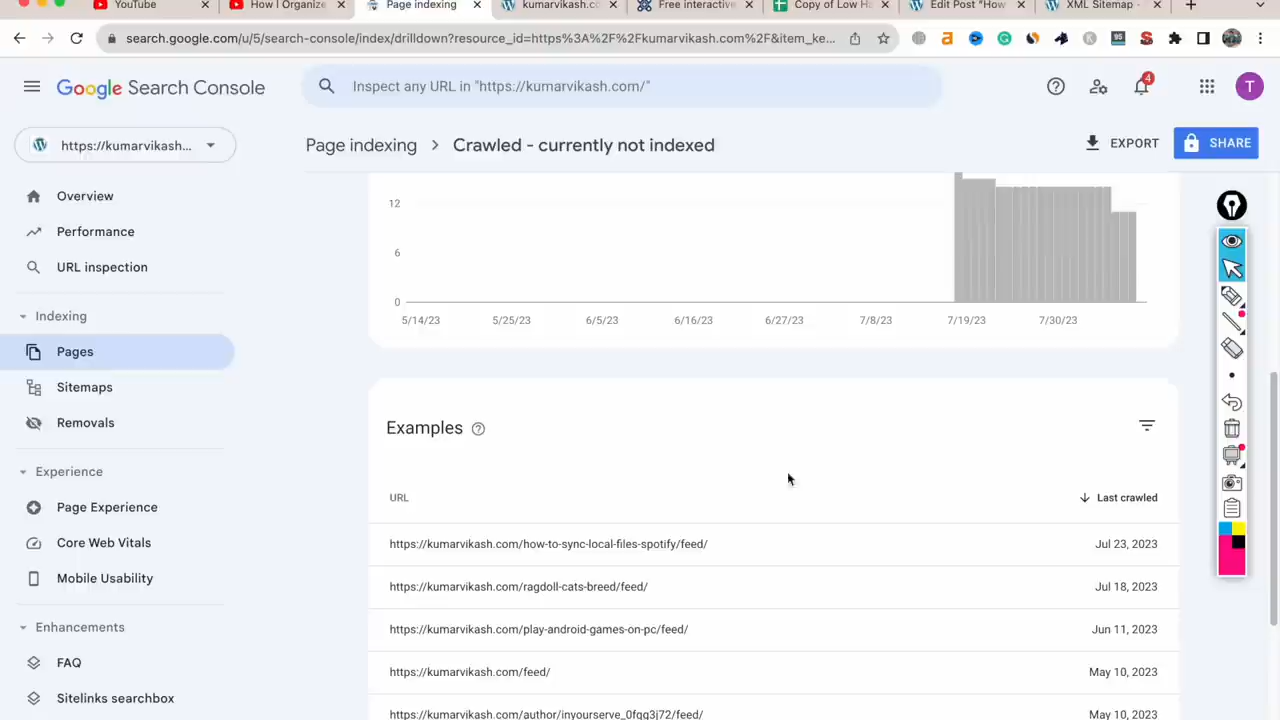 YouTube
How I Organize
Page indexing
kumarvikash.co
Free interactive
Copy of Low H
Edit Post "How
XML Sitemap -
search.google.com/u/5/search-console/index/drilldown?resource_id=https%3A%2F%2Fkumarvikash.com%2F&item_ke...
95
Google Search Console
Inspect any URL in "https://kumarvikash.com/"
4
T
https://kumarvikash...
Page indexing > Crawled - currently not indexed
EXPORT
SHARE
Overview
Performance
URL inspection
Indexing
Pages
Sitemaps
Removals
Experience
Page Experience
Core Web Vitals
Mobile Usability
Enhancements
FAQ
Sitelinks searchbox
12
6
0
5/14/23 5/25/23 6/5/23 6/16/23 6/27/23 7/8/23 7/19/23 7/30/23
Examples
URL Last crawled
https://kumarvikash.com/how-to-sync-local-files-spotify/feed/ Jul 23, 2023
https://kumarvikash.com/ragdoll-cats-breed/feed/ Jul 18, 2023
https://kumarvikash.com/play-android-games-on-pc/feed/ Jun 11, 2023
https://kumarvikash.com/feed/ May 10, 2023
https://kumarvikash.com/author/inyourserve_0fgg3j72/feed/ May 10, 2023